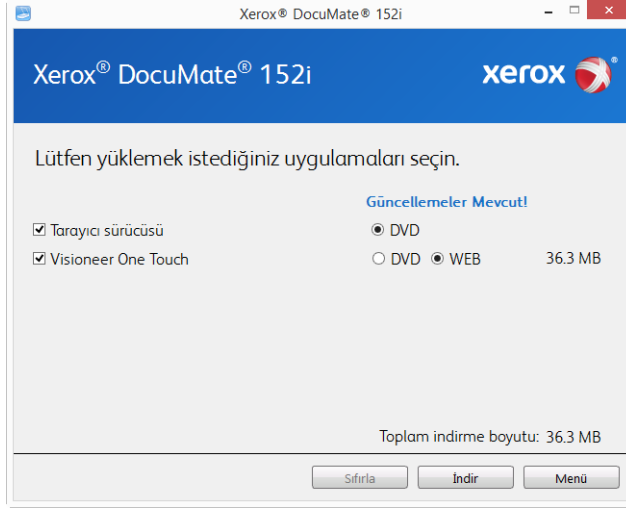 Xerox® DocuMate® 152i
Xerox® DocuMate® 152i
xerox®
Lütfen yüklemek istediğiniz uygulamaları seçin.
Güncellemeler Mevcut!
Tarayıcı sürücüsü DVD
Visioneer One Touch DVD WEB 36.3 MB
Toplam indirme boyutu: 36.3 MB
Sıfırla İndir Menü